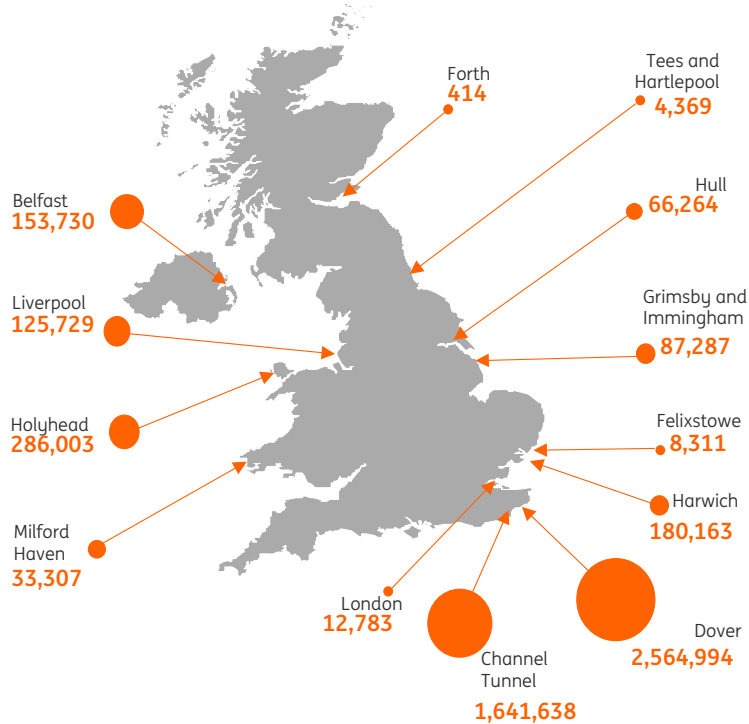 Forth
414
Tees and
Hartlepool
4,369
Belfast
153,730
Hull
66,264
Liverpool
125,729
Grimsby and
Immingham
87,287
Holyhead
286,003
Felixstowe
8,311
Harwich
180,163
Milford
Haven
33,307
London
12,783
Channel
Tunnel
1,641,638
Dover
2,564,994